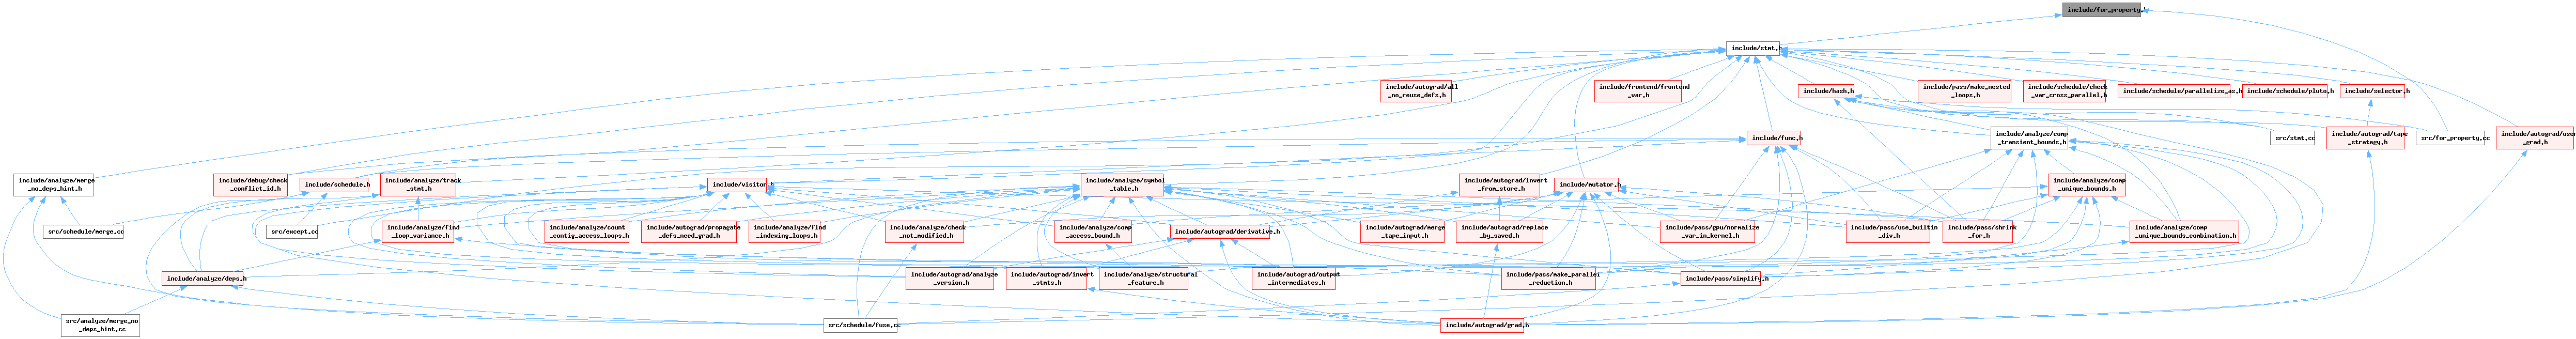 include/for_property.h
include/stmt.h
include/autograd/all
_no_reuse_defs.h
include/frontend/frontend
_var.h
include/hash.h
include/pass/make_nested
_loops.h
include/schedule/check
_var_cross_parallel.h
include/schedule/parallelize_as.h
include/schedule/pluto.h
include/selector.h
include/func.h
include/analyze/comp
_transient_bounds.h
src/stmt.cc
include/autograd/tape
_strategy.h
src/for_property.cc
include/autograd/user
_grad.h
include/analyze/merge
_no_deps_hint.h
include/debug/check
_conflict_id.h
include/schedule.h
include/analyze/track
_stmt.h
include/visitor.h
include/analyze/symbol
_table.h
include/autograd/invert
_from_store.h
include/mutator.h
include/analyze/comp
_unique_bounds.h
src/schedule/merge.cc
src/except.cc
include/analyze/find
_loop_variance.h
include/analyze/count
_contig_access_loops.h
include/autograd/propagate
_defs_need_grad.h
include/analyze/find
_indexing_loops.h
include/analyze/check
_not_modified.h
include/analyze/comp
_access_bound.h
include/autograd/derivative.h
include/autograd/merge
_tape_input.h
include/autograd/replace
_by_saved.h
include/pass/gpu/normalize
_var_in_kernel.h
include/pass/use_builtin
_div.h
include/pass/shrink
_for.h
include/analyze/comp
_unique_bounds_combination.h
include/analyze/deps.h
include/autograd/analyze
_version.h
include/autograd/invert
_stmts.h
include/analyze/structural
_feature.h
include/autograd/output
_intermediates.h
include/pass/make_parallel
_reduction.h
include/pass/simplify.h
src/analyze/merge_no
_deps_hint.cc
src/schedule/fuse.cc
include/autograd/grad.h